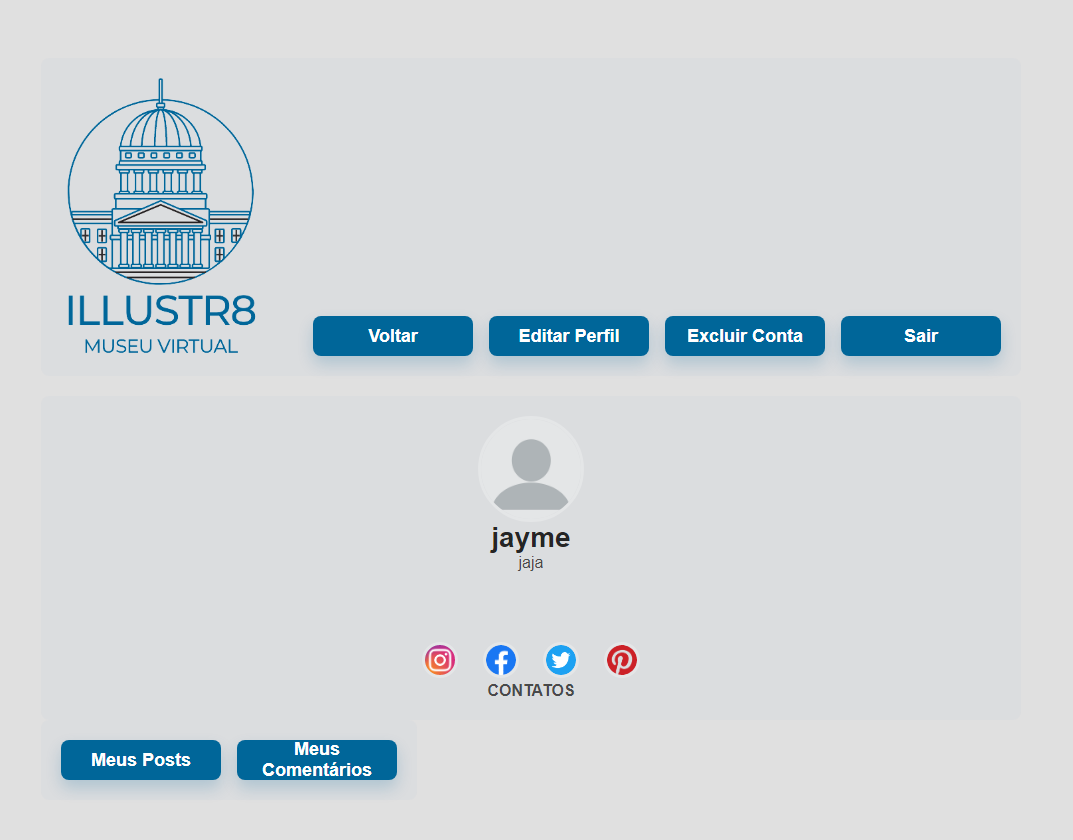 ILLUSTR8
MUSEU VIRTUAL
Voltar
Editar Perfil
Excluir Conta
Sair
jayme
jaja
CONTATOS
Meus Posts
Meus
Comentários